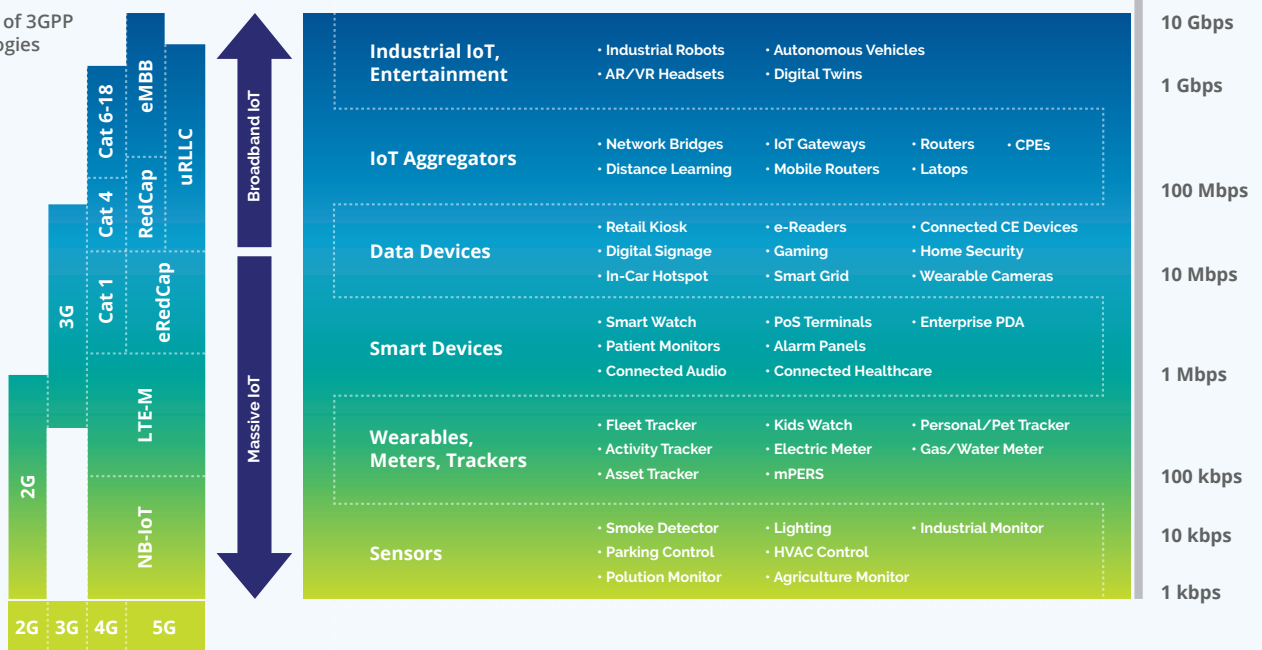 of 3GPP
ogies
Cat 6-18
eMBB
uRLLC
Cat 4
RedCap
3G
Cat 1
eRedCap
2G
LTE-M
NB-IoT
2G 3G 4G 5G
Broadband IoT
Massive IoT
Industrial IoT,
Entertainment
• Industrial Robots
• AR/VR Headsets
• Autonomous Vehicles
• Digital Twins
IoT Aggregators
• Network Bridges
• Distance Learning
• IoT Gateways
• Mobile Routers
• Routers
• Latops
• CPEs
Data Devices
• Retail Kiosk
• Digital Signage
• In-Car Hotspot
• e-Readers
• Gaming
• Smart Grid
• Connected CE Devices
• Home Security
• Wearable Cameras
Smart Devices
• Smart Watch
• Patient Monitors
• Connected Audio
• PoS Terminals
• Alarm Panels
• Connected Healthcare
• Enterprise PDA
Wearables,
Meters, Trackers
• Fleet Tracker
• Activity Tracker
• Asset Tracker
• Kids Watch
• Electric Meter
• mPERS
• Personal/Pet Tracker
• Gas/Water Meter
Sensors
• Smoke Detector
• Parking Control
• Polution Monitor
• Lighting
• HVAC Control
• Agriculture Monitor
• Industrial Monitor
10 Gbps
1 Gbps
100 Mbps
10 Mbps
1 Mbps
100 kbps
10 kbps
1 kbps